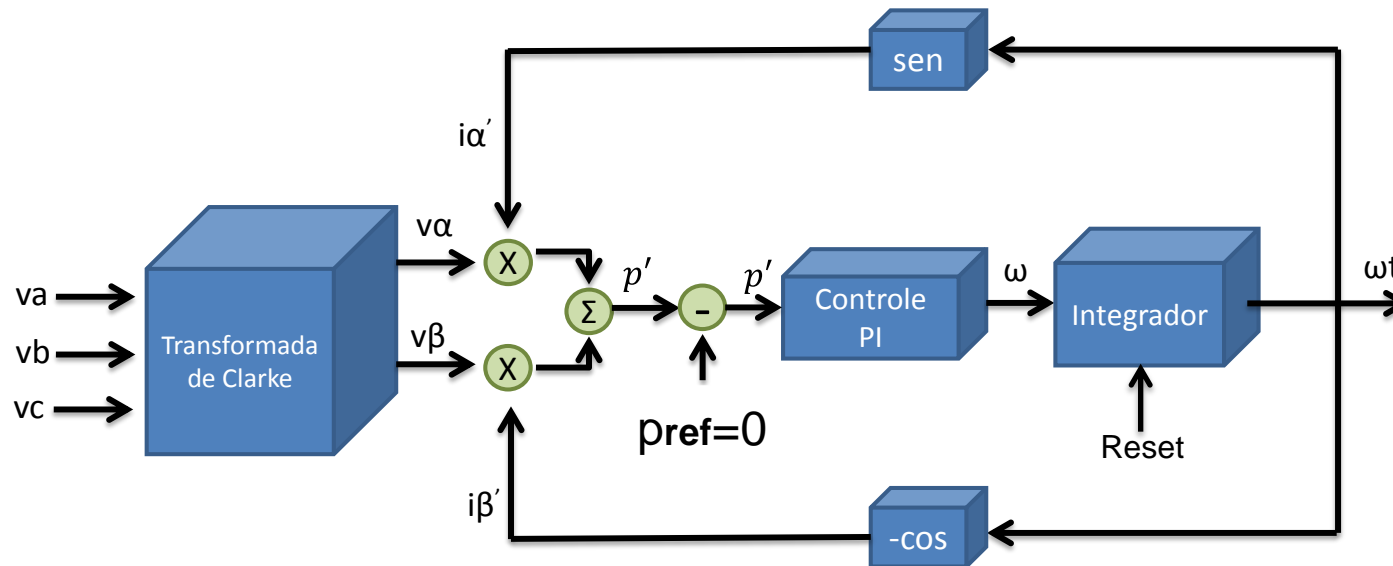 sen
iα'
vα
va
vb
vc
Transformada
de Clarke
vβ
X
X
Σ
p'
-
p'
pref=0
Controle
PI
ω
Integrador
ωt
Reset
iβ'
-cos